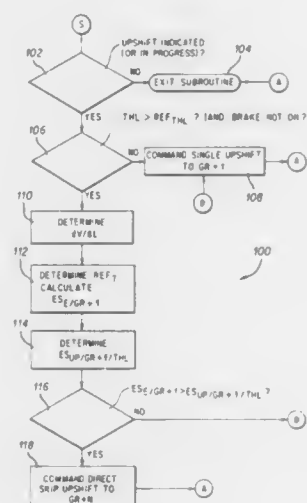 S
102
UPSHIFT INDICATED
(OR IN PROGRESS)?
104
NO
EXIT SUBROUTINE
A
YES
106
THL > REF THL ? (AND BRAKE NOT ON)?
NO
COMMAND SINGLE UPSHIFT
TO GR + 1
A
108
B
YES
110
DETERMINE
112
100
DETERMINE REF
CALCULATE
ES E/GR + 1
114
DETERMINE
ES UP/GR + 1/THL
116
ES E/GR + 1 > ES UP/GR + 1/THL ?
NO
B
YES
118
COMMAND DIRECT
SKIP UPSHIFT TO
GR + N
A